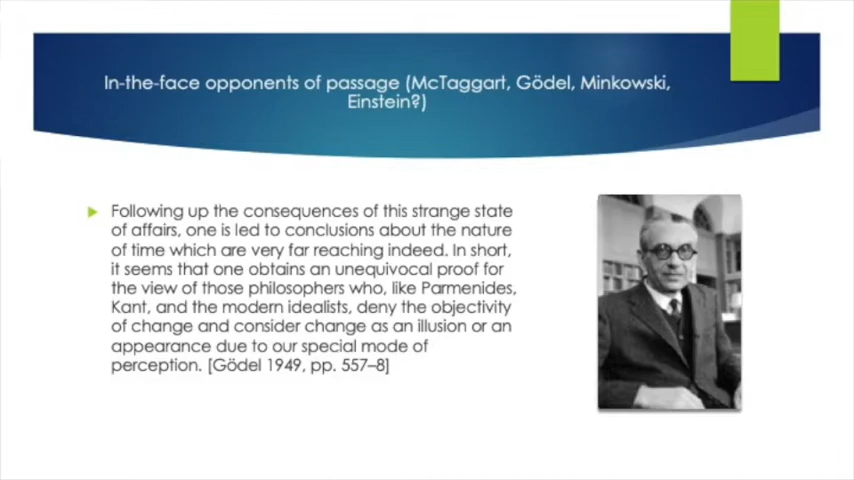 In-the-face opponents of passage (McTaggart, Gödel, Minkowski,
Einstein?)
Following up the consequences of this strange state
of affairs, one is led to conclusions about the nature
of time which are very far reaching indeed. In short,
it seems that one obtains an unequivocal proof for
the view of those philosophers who, like Parmenides,
Kant, and the modern idealists, deny the objectivity
of change and consider change as an illusion or an
appearance due to our special mode of
perception. [Gödel 1949, pp. 557–8]